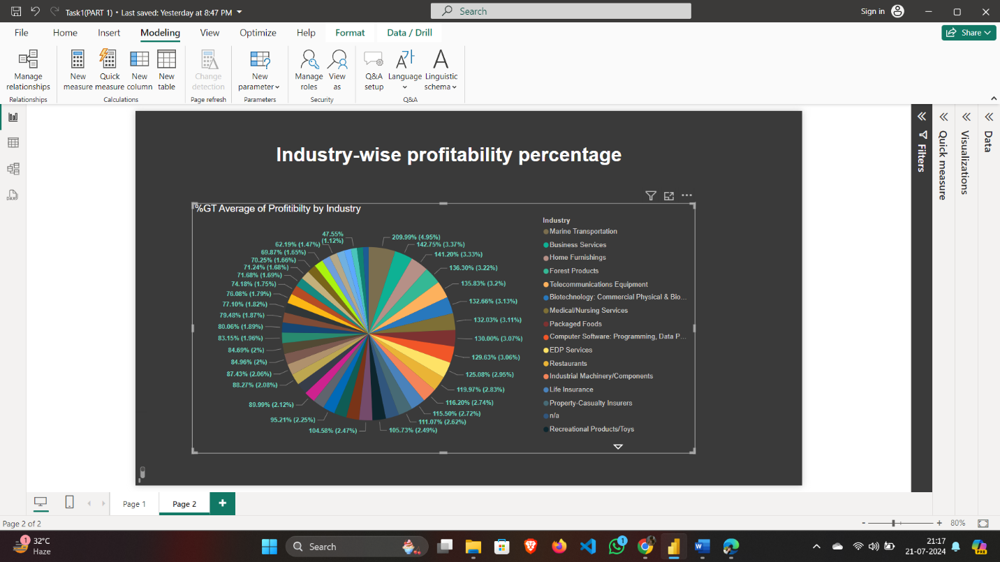 Task1(PART 1) • Last saved: Yesterday at 8:47 PM
Search
Sign in
File Home Insert Modeling View Optimize Help Format Data / Drill
Share
Manage relationships
New measure
Quick measure
New column
New table
Change detection
New parameter
Manage roles
View as
Q&A setup
Language
Linguistic schema
Relationships
Calculations
Page refresh
Parameters
Security
Q&A
DAX
Industry-wise profitability percentage
%GT Average of Profitibilty by Industry
209.99% (4.95%)
142.75% (3.37%)
141.20% (3.33%)
136.30% (3.22%)
135.83% (3.2%)
132.66% (3.13%)
132.03% (3.11%)
130.00% (3.07%)
129.63% (3.06%)
125.08% (2.95%)
119.97% (2.83%)
116.20% (2.74%)
115.50% (2.72%)
111.07% (2.62%)
105.73% (2.49%)
104.58% (2.47%)
95.21% (2.25%)
89.99% (2.12%)
88.27% (2.08%)
87.43% (2.06%)
84.96% (2%)
84.69% (2%)
83.15% (1.96%)
80.06% (1.89%)
79.48% (1.87%)
77.10% (1.82%)
76.08% (1.79%)
74.18% (1.75%)
71.68% (1.69%)
71.24% (1.68%)
70.25% (1.66%)
69.87% (1.65%)
62.19% (1.47%)
47.55%
(1.12%)
Industry
Marine Transportation
Business Services
Home Furnishings
Forest Products
Telecommunications Equipment
Biotechnology: Commercial Physical & Bio...
Medical/Nursing Services
Packaged Foods
Computer Software: Programming, Data P...
EDP Services
Restaurants
Industrial Machinery/Components
Life Insurance
Property-Casualty Insurers
n/a
Recreational Products/Toys
Filters
Quick measure
Visualizations
Data
Page 1
Page 2
Page 2 of 2
- + 80%
1
32°C
Haze
Search
1
21:17
21-07-2024
PRE